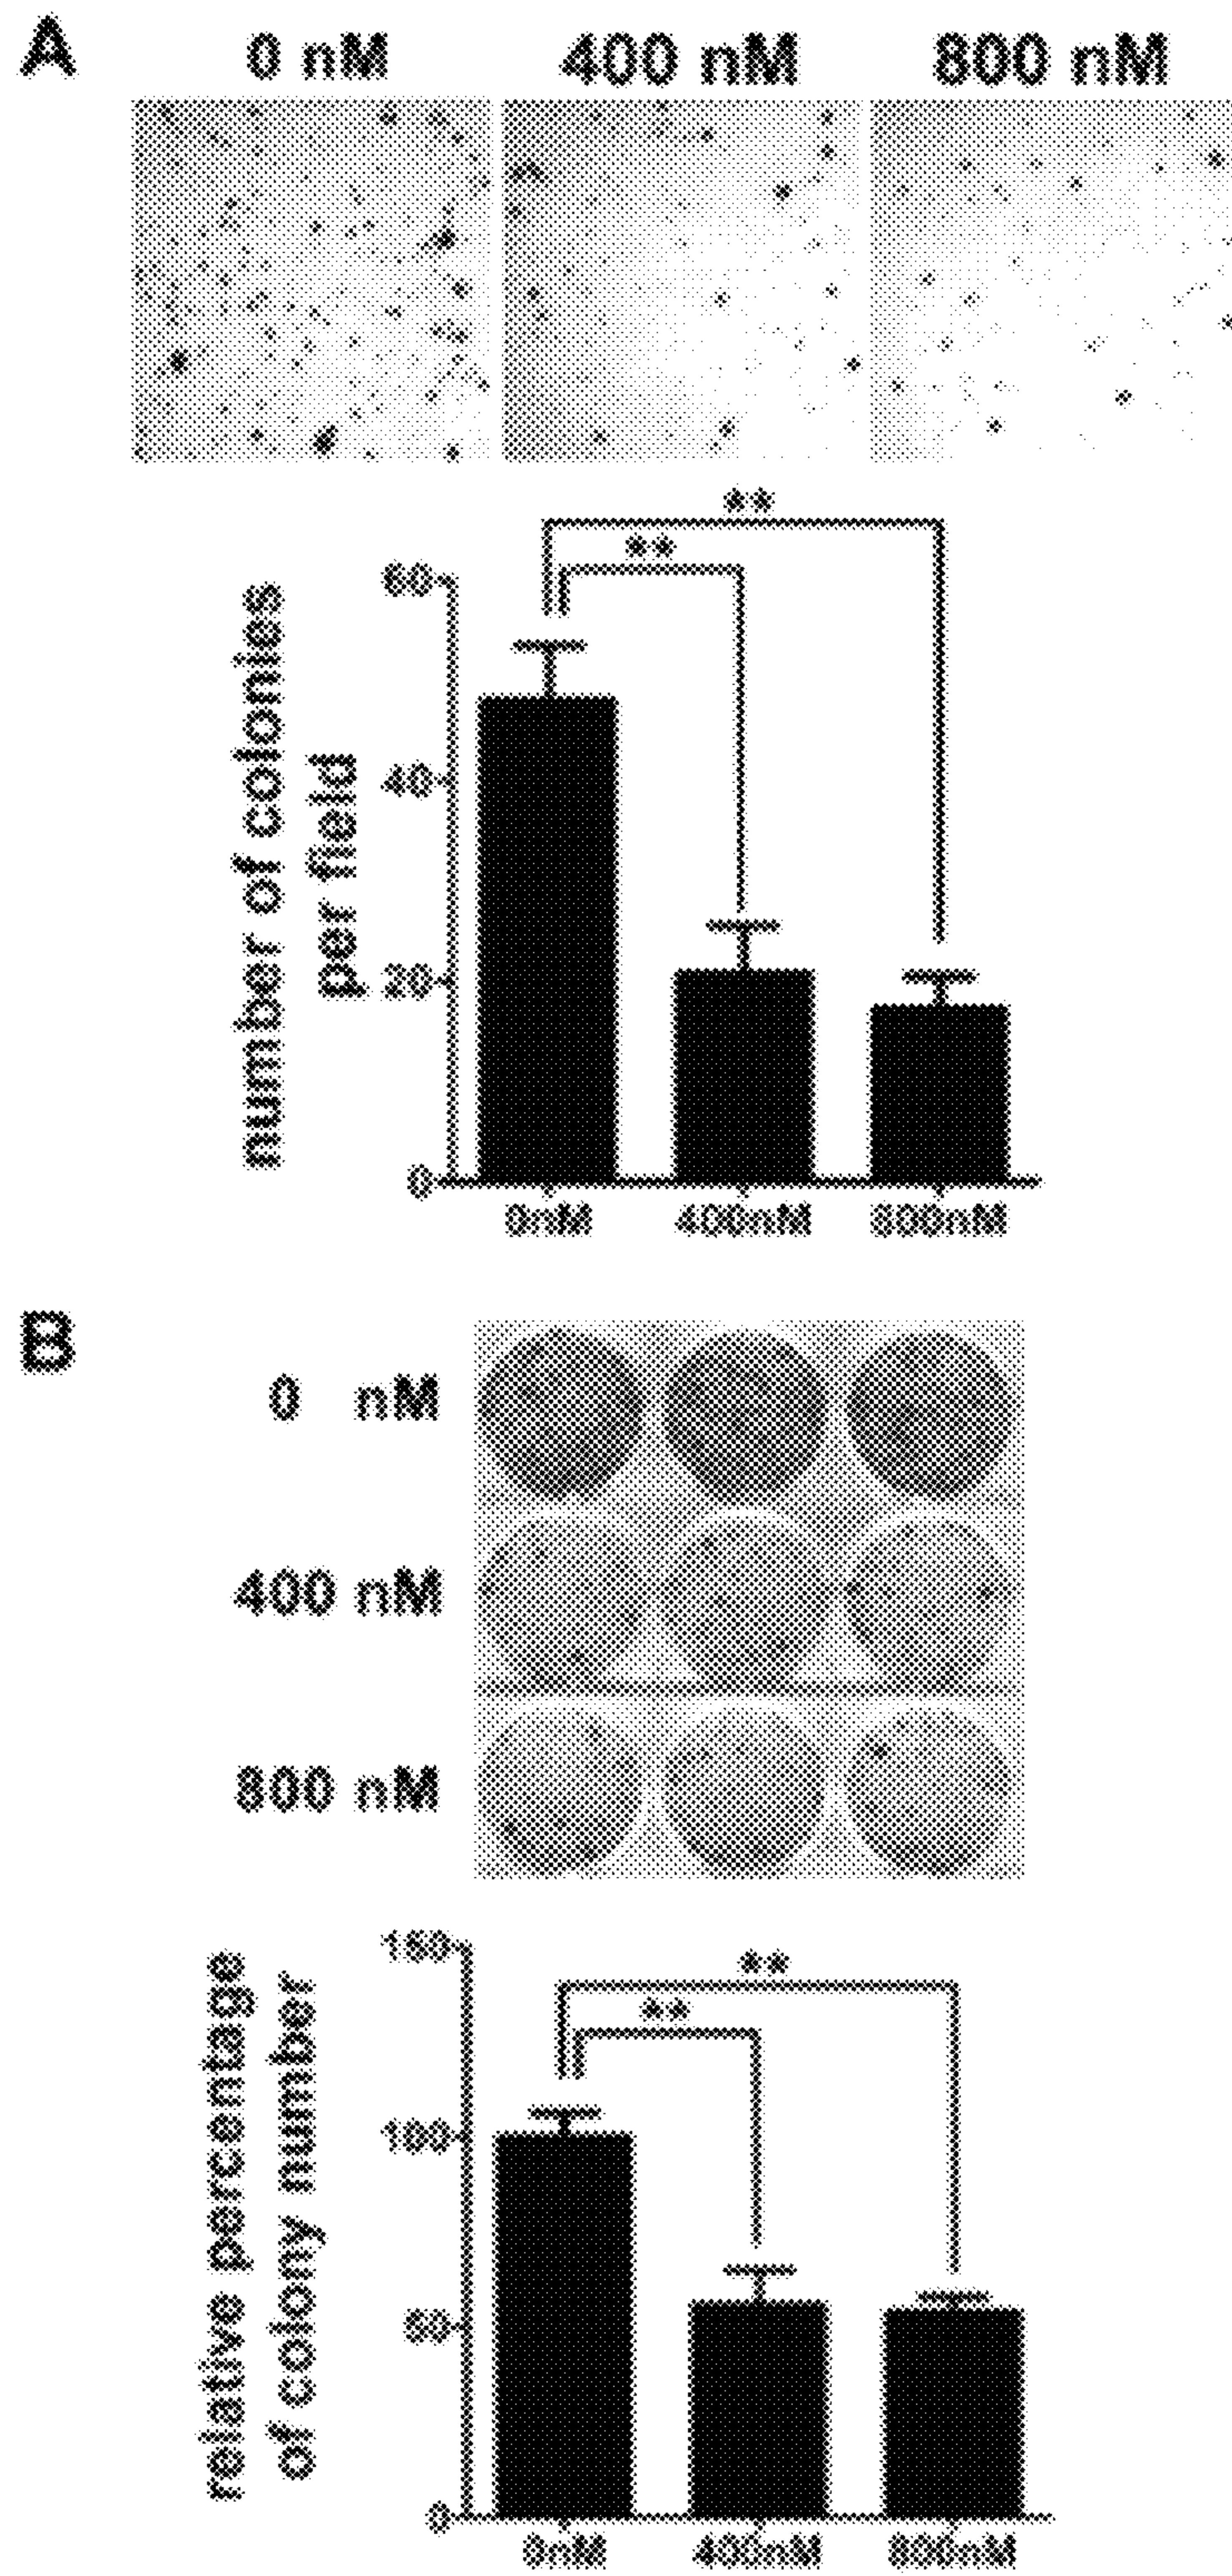 A
0 nM 400 nM 800 nM
**
**
number of colonies
per field
60
40
20
0
0nM 400nM 800nM
B
0 nM
400 nM
800 nM
**
**
relative percentage
of colony number
150
100
50
0
0nM 400nM 800nM